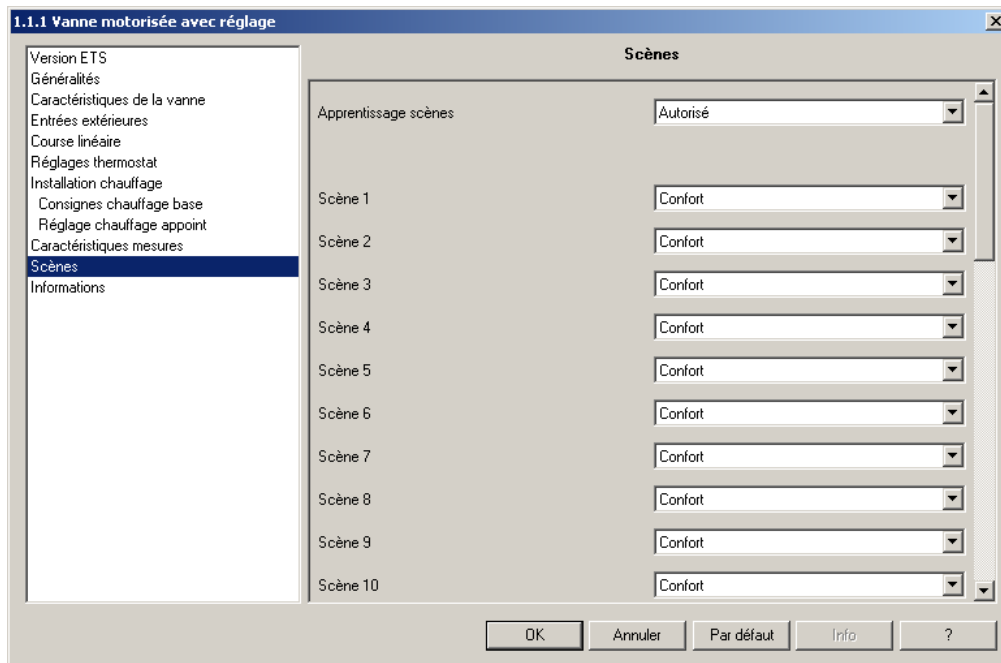 1.1.1 Vanne motorisée avec réglage
Version ETS
Généralités
Caractéristiques de la vanne
Entrées extérieures
Course linéaire
Réglages thermostat
Installation chauffage
Consignes chauffage base
Réglage chauffage appoint
Caractéristiques mesures
Scènes
Informations
Scènes
Apprentissage scènes Autorisé
Scène 1 Confort
Scène 2 Confort
Scène 3 Confort
Scène 4 Confort
Scène 5 Confort
Scène 6 Confort
Scène 7 Confort
Scène 8 Confort
Scène 9 Confort
Scène 10 Confort
OK Annuler Par défaut Info ?